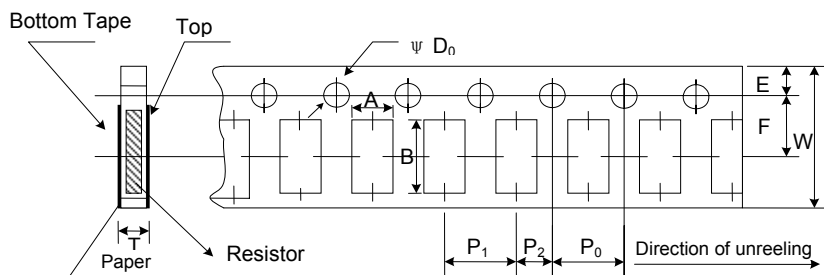 Bottom Tape
Top
ψ D₀
E
A
F
W
B
T
Resistor
Paper
P₁
P₂
P₀
Direction of unreeling